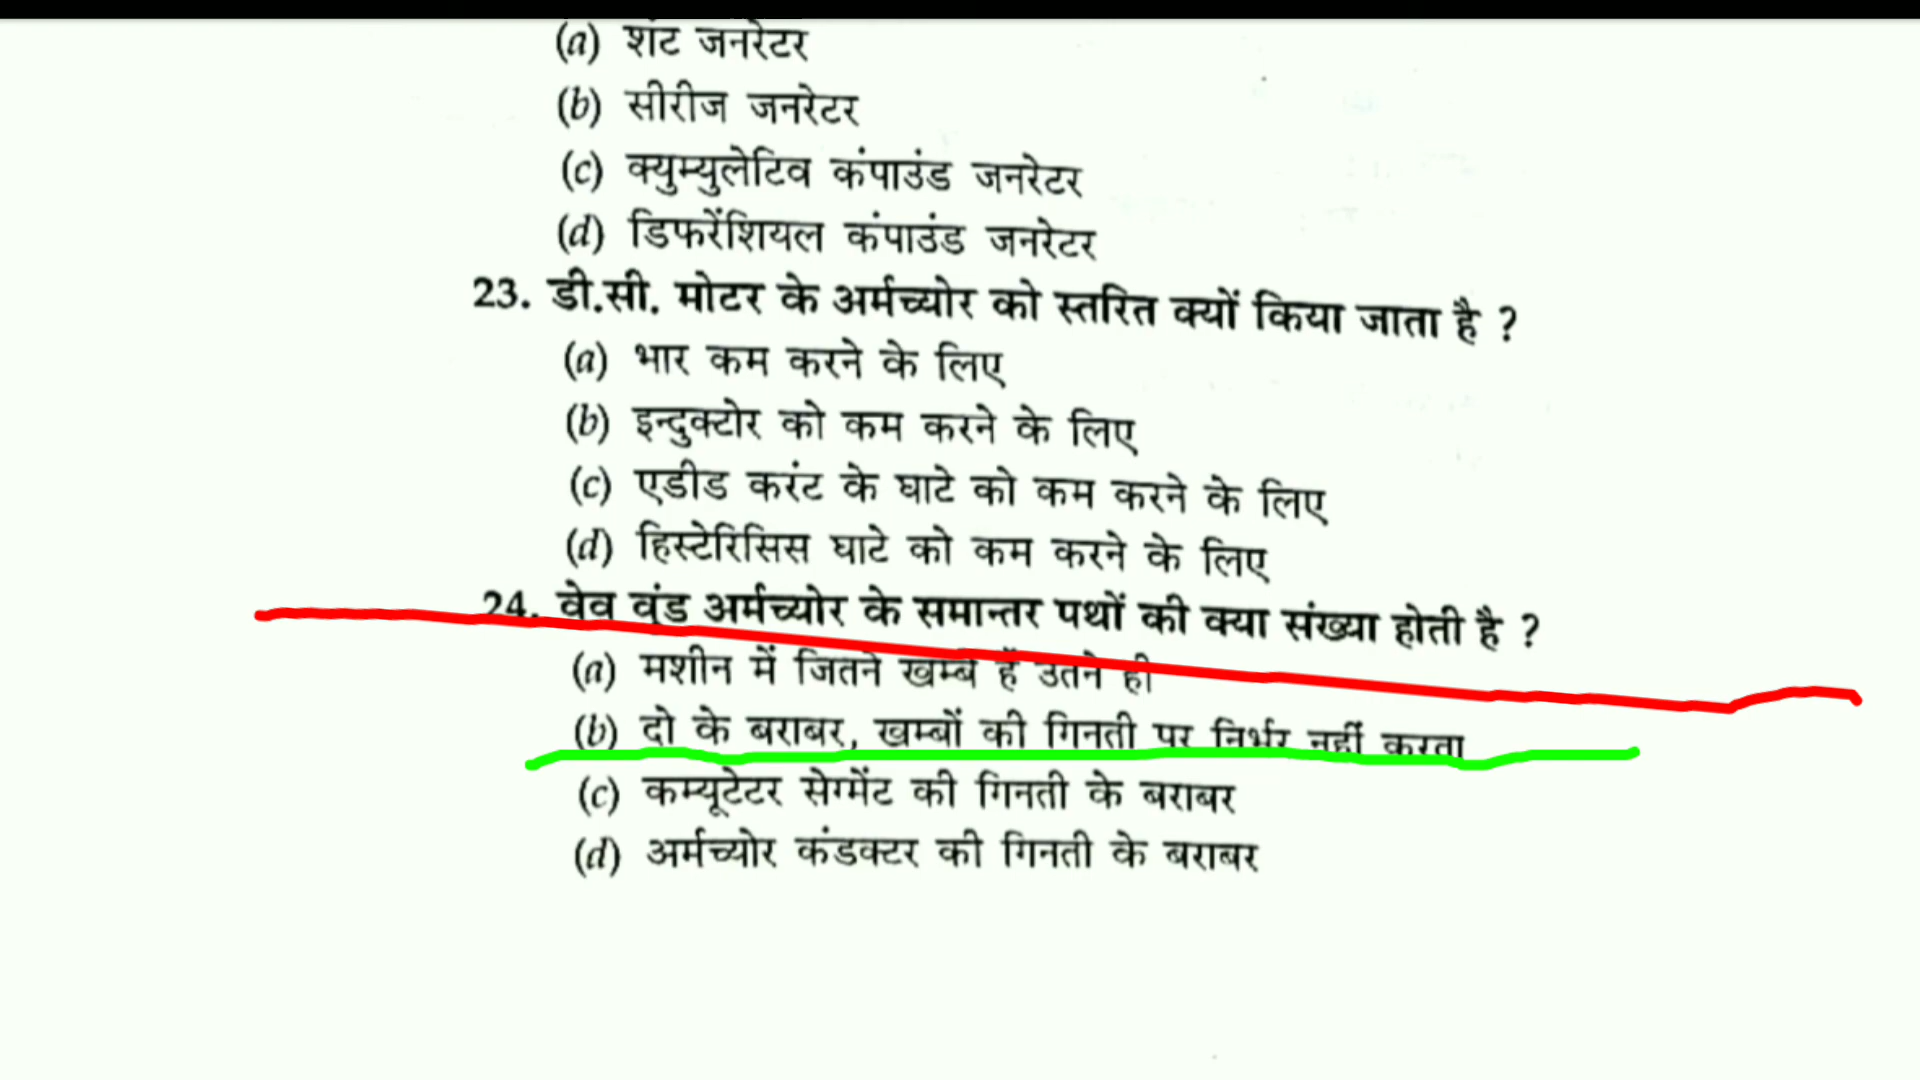 (a) शंट जनरेटर
(b) सीरीज जनरेटर
(c) क्युम्युलेटिव कंपाउंड जनरेटर
(d) डिफरेंशियल कंपाउंड जनरेटर
23. डी.सी. मोटर के अर्मच्योर को स्तरित क्यों किया जाता है ?
(a) भार कम करने के लिए
(b) इन्दुक्टोर को कम करने के लिए
(c) एडीड करंट के घाटे को कम करने के लिए
(d) हिस्टेरिसिस घाटे को कम करने के लिए
24. वेव वुंड अर्मच्योर के समान्तर पथों की क्या संख्या होती है ?
(a) मशीन में जितने खम्बे हैं उतने ही
(b) दो के बराबर, खम्बों की गिनती पर निर्भर नहीं करता
(c) कम्यूटेटर सेग्मेंट की गिनती के बराबर
(d) अर्मच्योर कंडक्टर की गिनती के बराबर